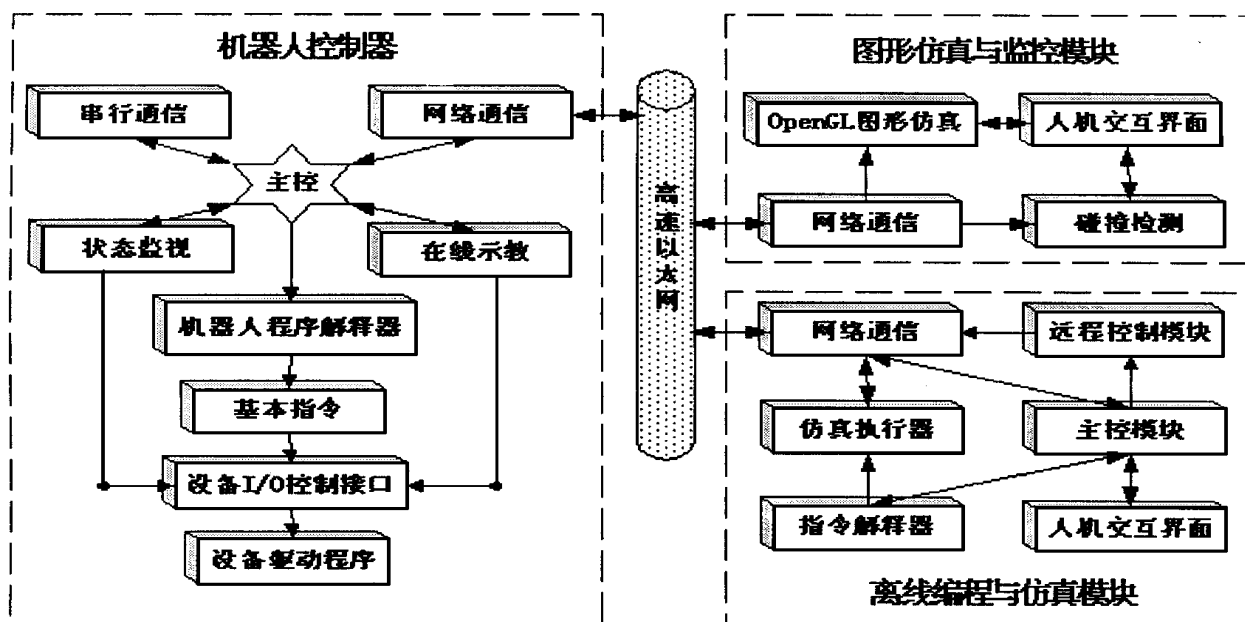 机器人控制器
串行通信
网络通信
主控
状态监视
在线示教
机器人程序解释器
基本指令
设备I/O控制接口
设备驱动程序
高速以太网
图形仿真与监控模块
OpenGL图形仿真
人机交互界面
网络通信
碰撞检测
网络通信
远程控制模块
仿真执行器
主控模块
指令解释器
人机交互界面
离线编程与仿真模块